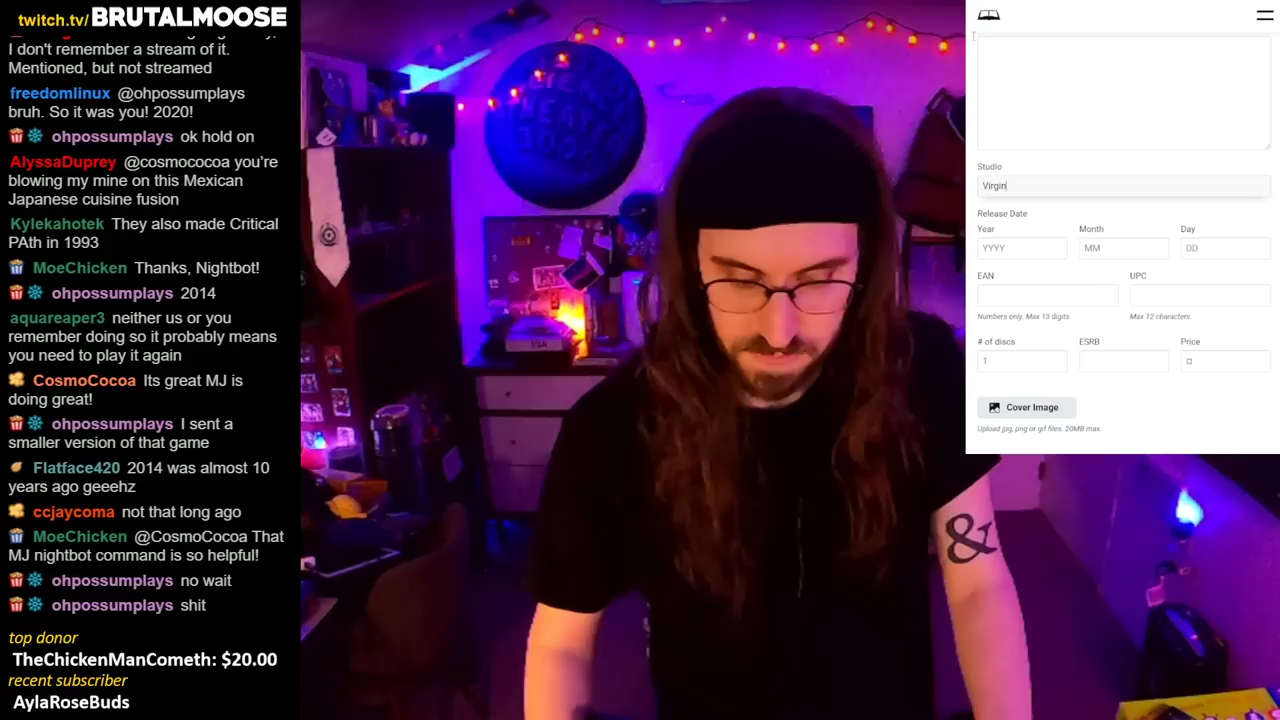 twitch.tv/BRUTALMOOSE
I don't remember a stream of it.
Mentioned, but not streamed
freedomlinux @ohpossumplays
bruh. So it was you! 2020!
ohpossumplays ok hold on
AlyssaDuprey @cosmococoa you're
blowing my mine on this Mexican
Japanese cuisine fusion
Kylekahotek They also made Critical
PAth in 1993
MoeChicken Thanks, Nightbot!
ohpossumplays 2014
aquareaper3 neither us or you
remember doing so it probably means
you need to play it again
CosmoCocoa Its great MJ is
doing great!
ohpossumplays I sent a
smaller version of that game
Flatface420 2014 was almost 10
years ago geeehz
ccjaycoma not that long ago
MoeChicken @CosmoCocoa That
MJ nightbot command is so helpful!
ohpossumplays no wait
ohpossumplays shit
top donor
TheChickenManCometh: $20.00
recent subscriber
AylaRoseBuds
&
Studio
Virgin
Release Date
Year Month Day
YYYY MM DD
EAN UPC
Numbers only. Max 13 digits. Max 12 characters.
# of discs ESRB Price
1
Cover Image
Upload jpg, png or gif files. 20MB max.